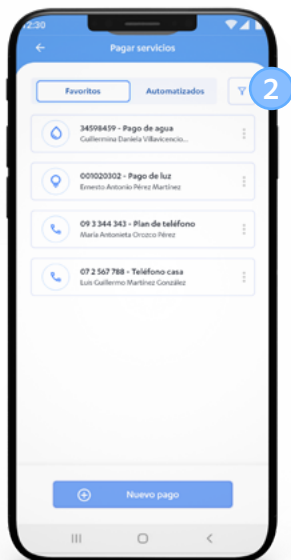 2:30
Pagar servicios
Favoritos Automatizados
2
34598459 - Pago de agua
Guillermina Daniela Villavicencio...
001020302 - Pago de luz
Ernesto Antonio Pérez Martínez
09 3 344 343 - Plan de teléfono
María Antonieta Orozco Pérez
07 2 567 788 - Teléfono casa
Luis Guillermo Martínez González
Nuevo pago